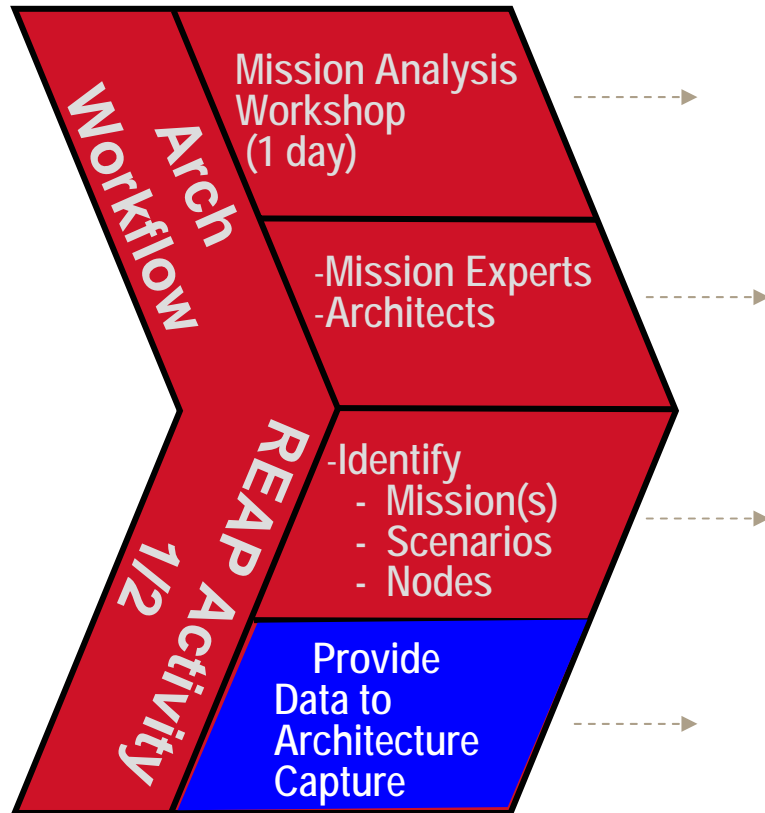 Arch
Workflow
REAP Activity
1/2
Mission Analysis
Workshop
(1 day)
-Mission Experts
-Architects
-Identify
- Mission(s)
- Scenarios
- Nodes
Provide
Data to
Architecture
Capture